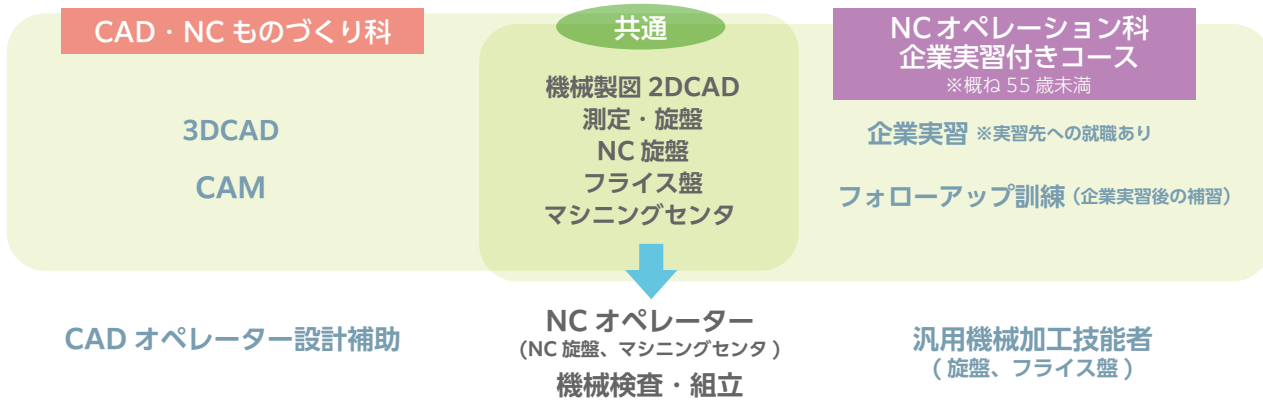 CAD・NC ものづくり科
3DCAD
CAM
CAD オペレーター設計補助
共通
機械製図 2DCAD
測定・旋盤
NC 旋盤
フライス盤
マシニングセンタ
NC オペレーター
(NC 旋盤、マシニングセンタ )
機械検査・組立
NC オペレーション科
企業実習付きコース
※概ね 55 歳未満
企業実習 ※実習先への就職あり
フォローアップ訓練 (企業実習後の補習)
汎用機械加工技能者
( 旋盤、フライス盤 )